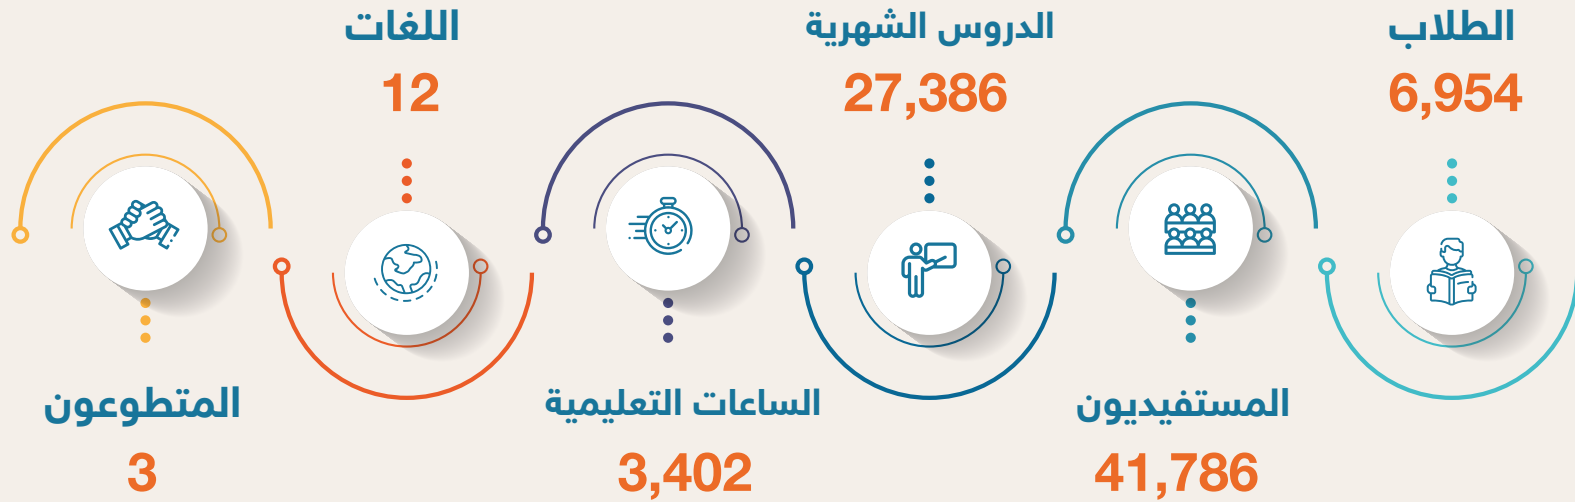 الطلاب
6,954
المستفيديون
41,786
الدروس الشهرية
27,386
الساعات التعليمية
3,402
اللغات
12
المتطوعون
3